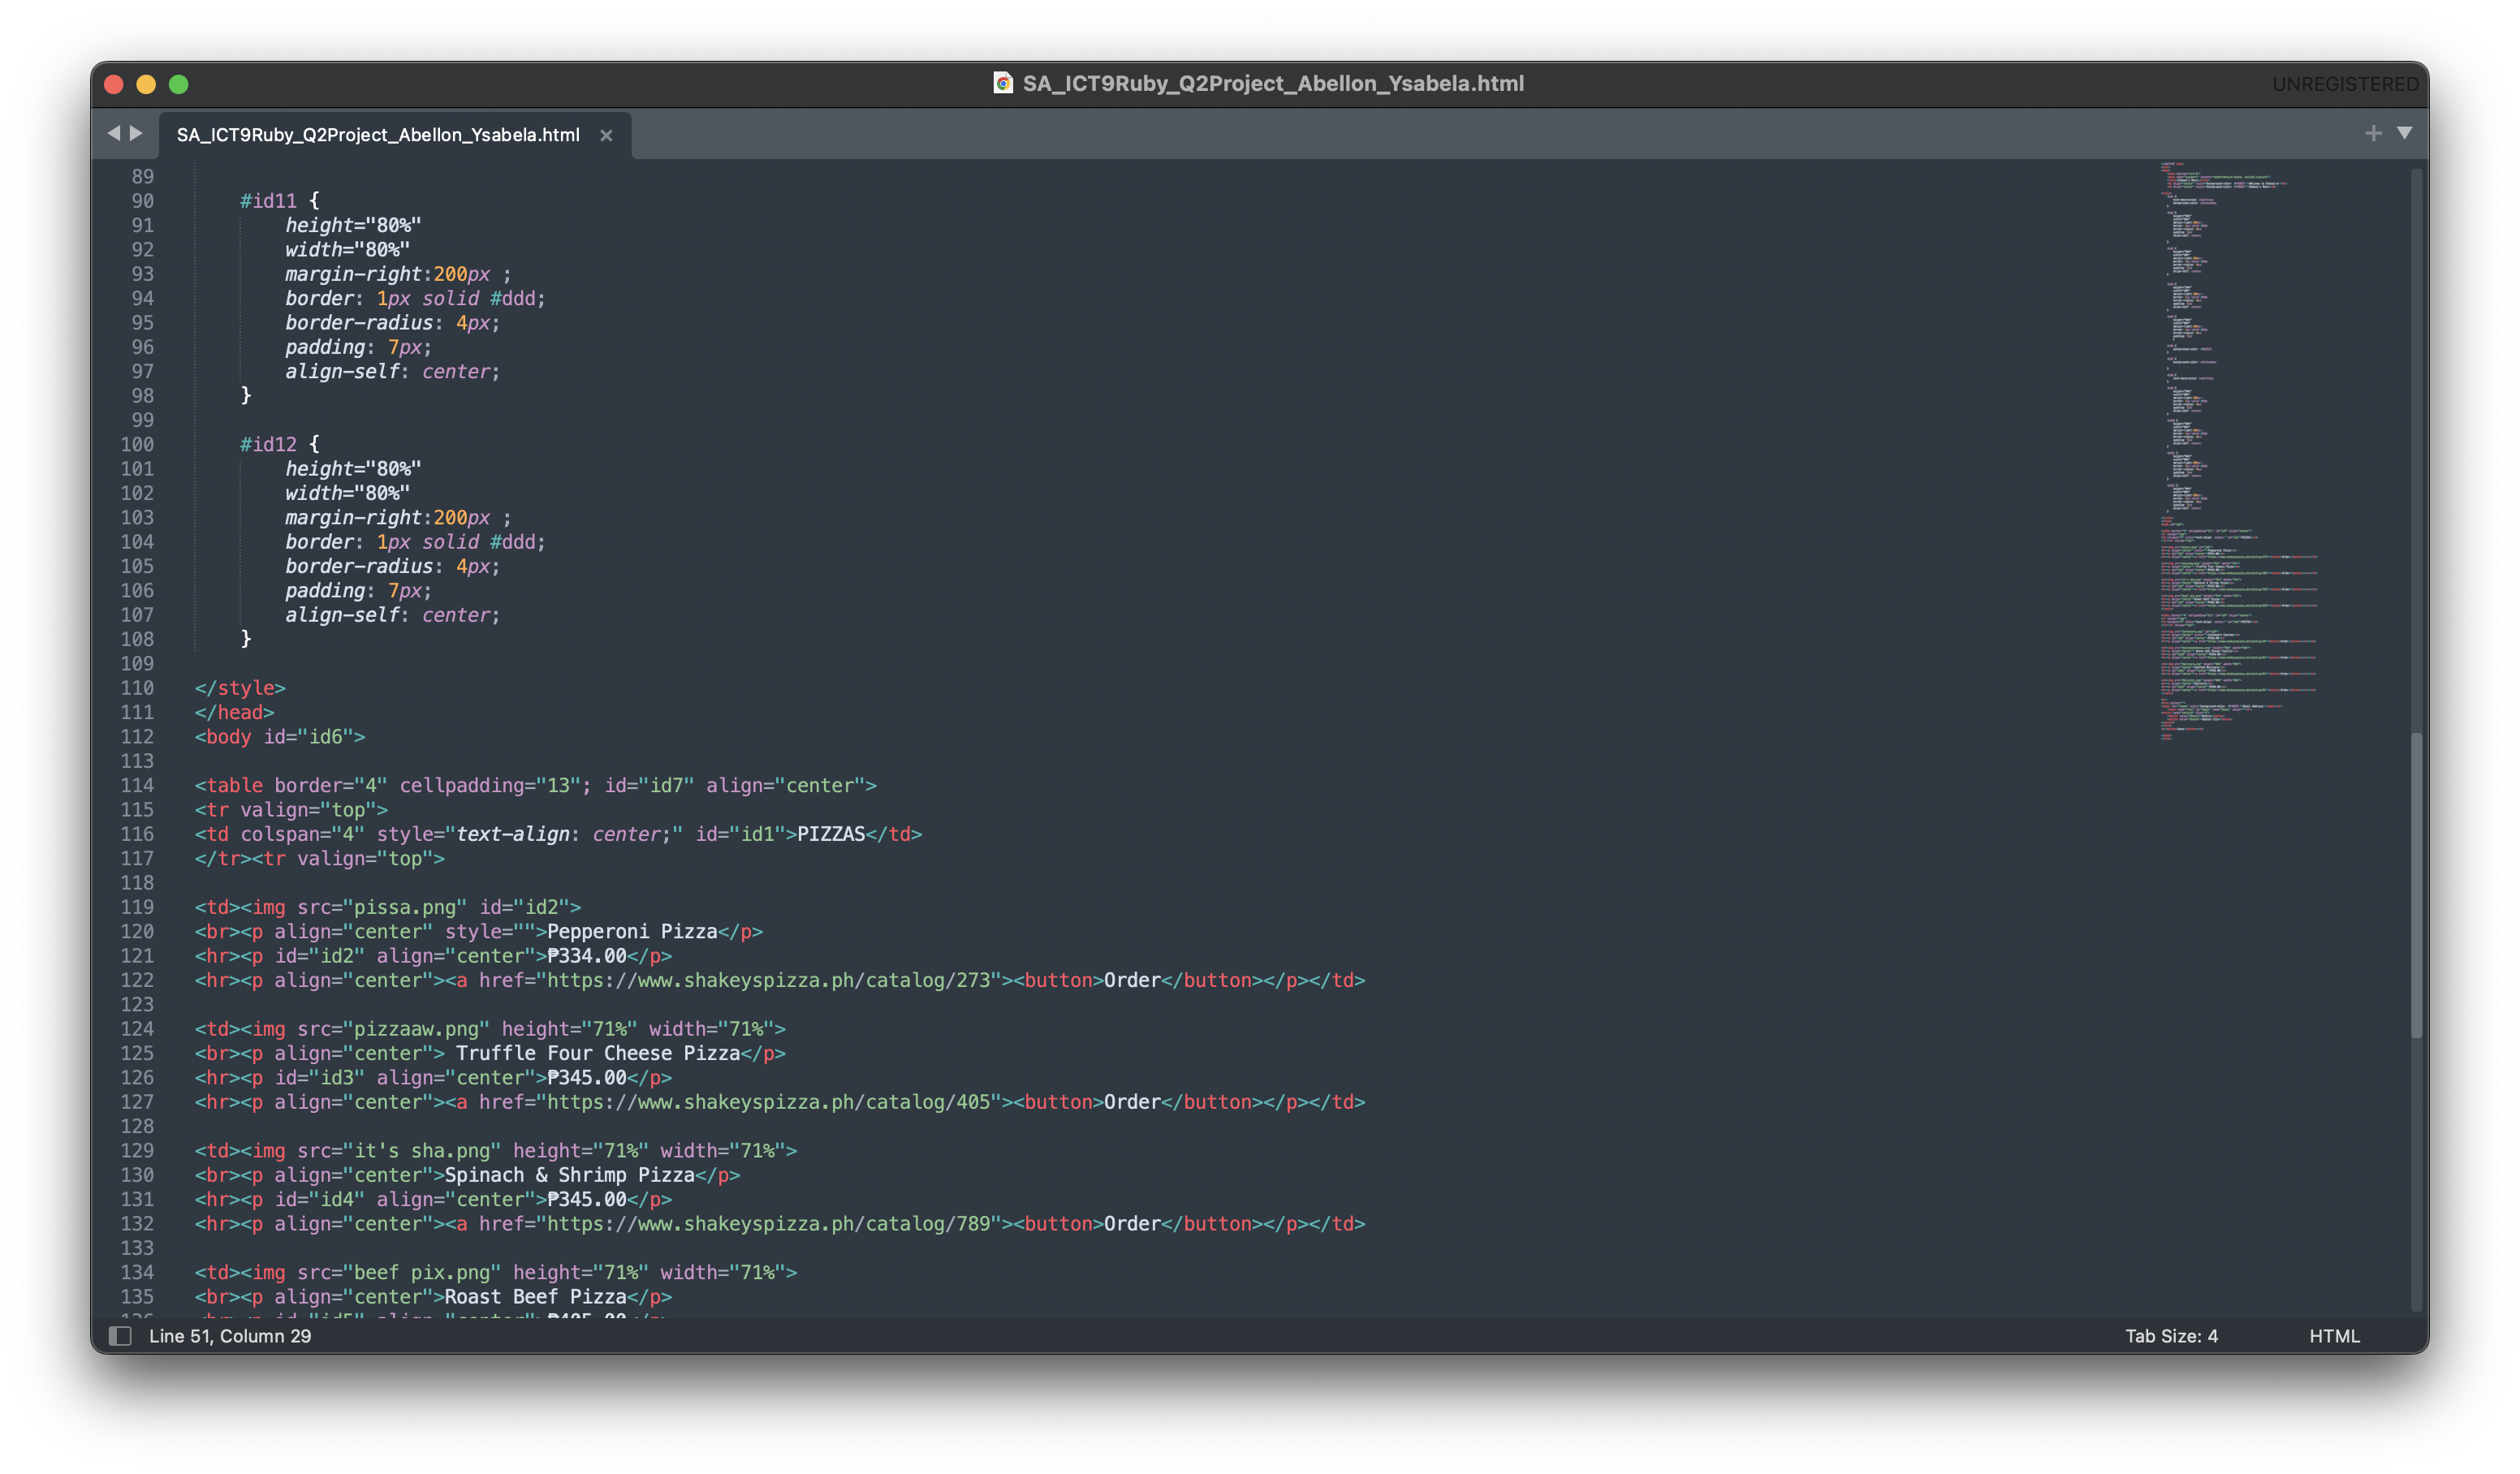 SA_ICT9Ruby_Q2Project_Abellon_Ysabela.html
UNREGISTERED
SA_ICT9Ruby_Q2Project_Abellon_Ysabela.html
89
90 #id11 {
91 height="80%"
92 width="80%"
93 margin-right:200px ;
94 border: 1px solid #ddd;
95 border-radius: 4px;
96 padding: 7px;
97 align-self: center;
98 }
99
100 #id12 {
101 height="80%"
102 width="80%"
103 margin-right:200px ;
104 border: 1px solid #ddd;
105 border-radius: 4px;
106 padding: 7px;
107 align-self: center;
108 }
109
110 </style>
111 </head>
112 <body id="id6">
113
114 <table border="4" cellpadding="13"; id="id7" align="center">
115 <tr valign="top">
116 <td colspan="4" style="text-align: center;" id="id1">PIZZAS</td>
117 </tr><tr valign="top">
118
119 <td><img src="pissa.png" id="id2">
120 <br><p align="center" style="">Pepperoni Pizza</p>
121 <hr><p id="id2" align="center">₱334.00</p>
122 <hr><p align="center"><a href="https://www.shakeyspizza.ph/catalog/273"><button>Order</button></p></td>
123
124 <td><img src="pizzaaw.png" height="71%" width="71%">
125 <br><p align="center"> Truffle Four Cheese Pizza</p>
126 <hr><p id="id3" align="center">₱345.00</p>
127 <hr><p align="center"><a href="https://www.shakeyspizza.ph/catalog/405"><button>Order</button></p></td>
128
129 <td><img src="it's sha.png" height="71%" width="71%">
130 <br><p align="center">Spinach & Shrimp Pizza</p>
131 <hr><p id="id4" align="center">₱345.00</p>
132 <hr><p align="center"><a href="https://www.shakeyspizza.ph/catalog/789"><button>Order</button></p></td>
133
134 <td><img src="beef pix.png" height="71%" width="71%">
135 <br><p align="center">Roast Beef Pizza</p>
Line 51, Column 29
Tab Size: 4
HTML